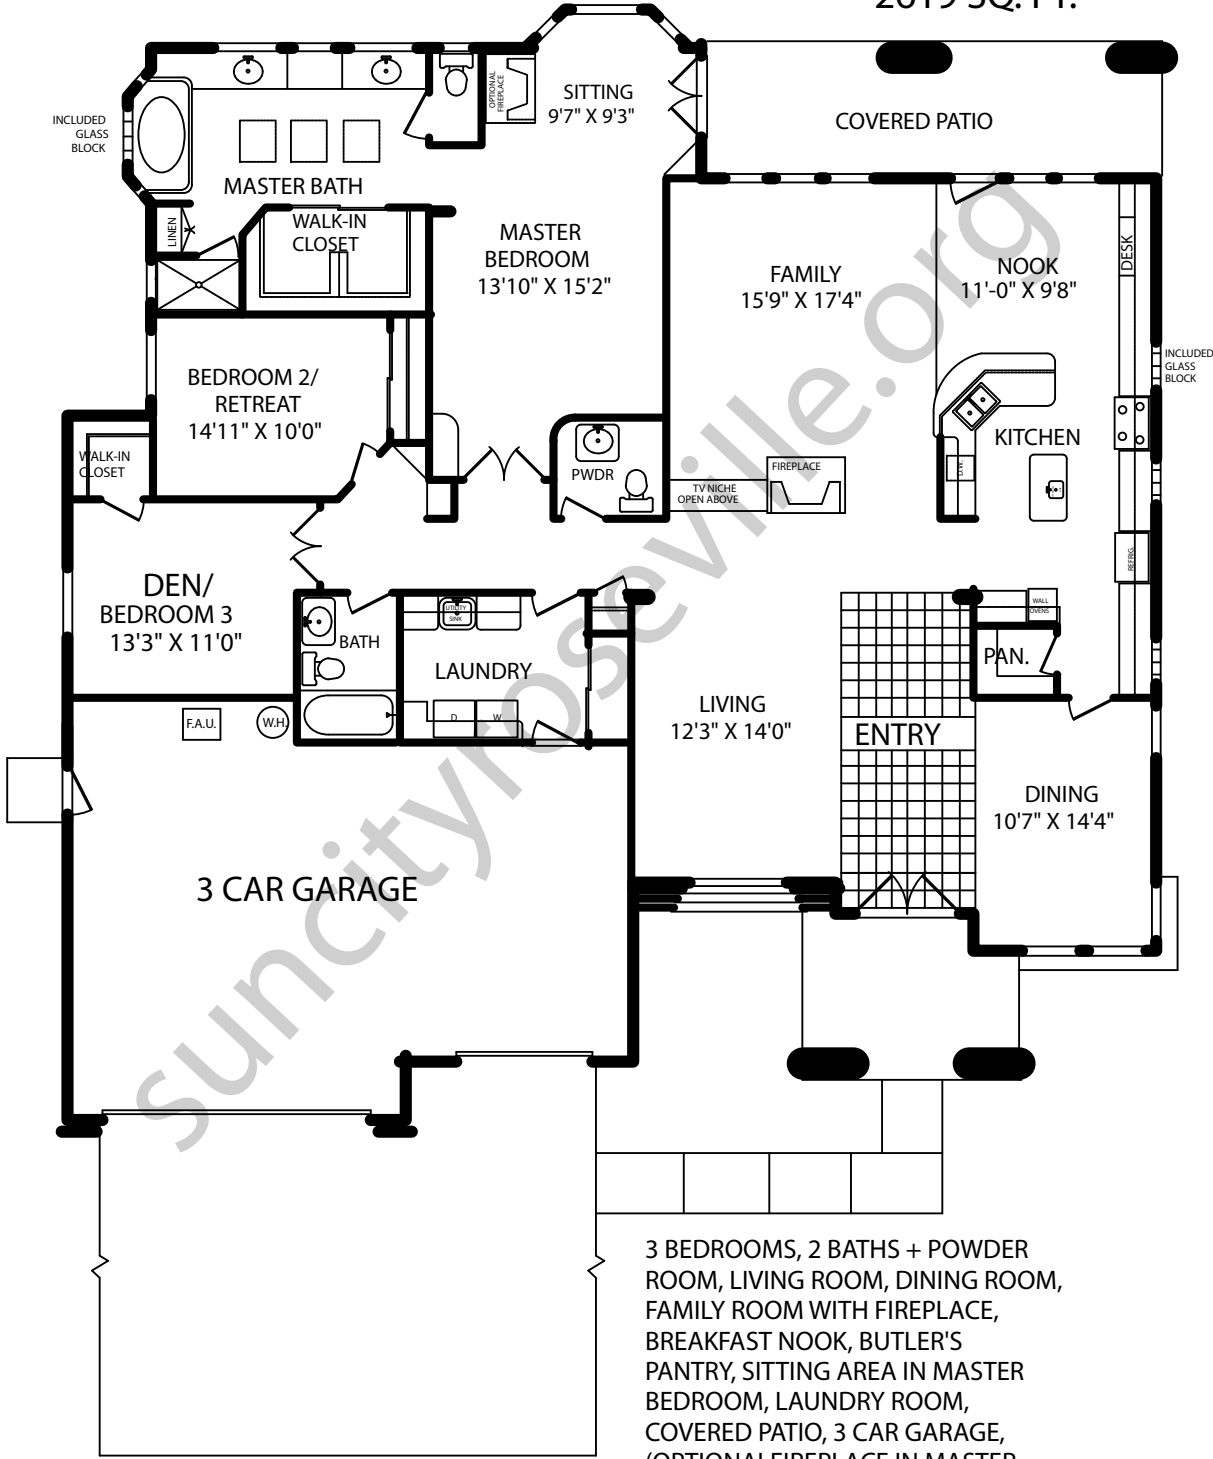 INCLUDED
GLASS
BLOCK
OPTIONAL
FIREPLACE
SITTING
9'7" X 9'3"
COVERED PATIO
MASTER BATH
LINEN
WALK-IN
CLOSET
MASTER
BEDROOM
13'10" X 15'2"
FAMILY
15'9" X 17'4"
NOOK
11'-0" X 9'8"
DESK
INCLUDED
GLASS
BLOCK
BEDROOM 2/
RETREAT
14'11" X 10'0"
WALK-IN
CLOSET
PWDR
TV NICHE
OPEN ABOVE
FIREPLACE
KITCHEN
D.W.
REFRIG.
DEN/
BEDROOM 3
13'3" X 11'0"
BATH
UTILITY
SINK
LAUNDRY
D
W
WALL
OVENS
PAN.
F.A.U.
W.H.
LIVING
12'3" X 14'0"
ENTRY
DINING
10'7" X 14'4"
3 CAR GARAGE
suncityroseville.org
3 BEDROOMS, 2 BATHS + POWDER
ROOM, LIVING ROOM, DINING ROOM,
FAMILY ROOM WITH FIREPLACE,
BREAKFAST NOOK, BUTLER'S
PANTRY, SITTING AREA IN MASTER
BEDROOM, LAUNDRY ROOM,
COVERED PATIO, 3 CAR GARAGE,
(OPTIONAL FIREPLACE IN MASTER